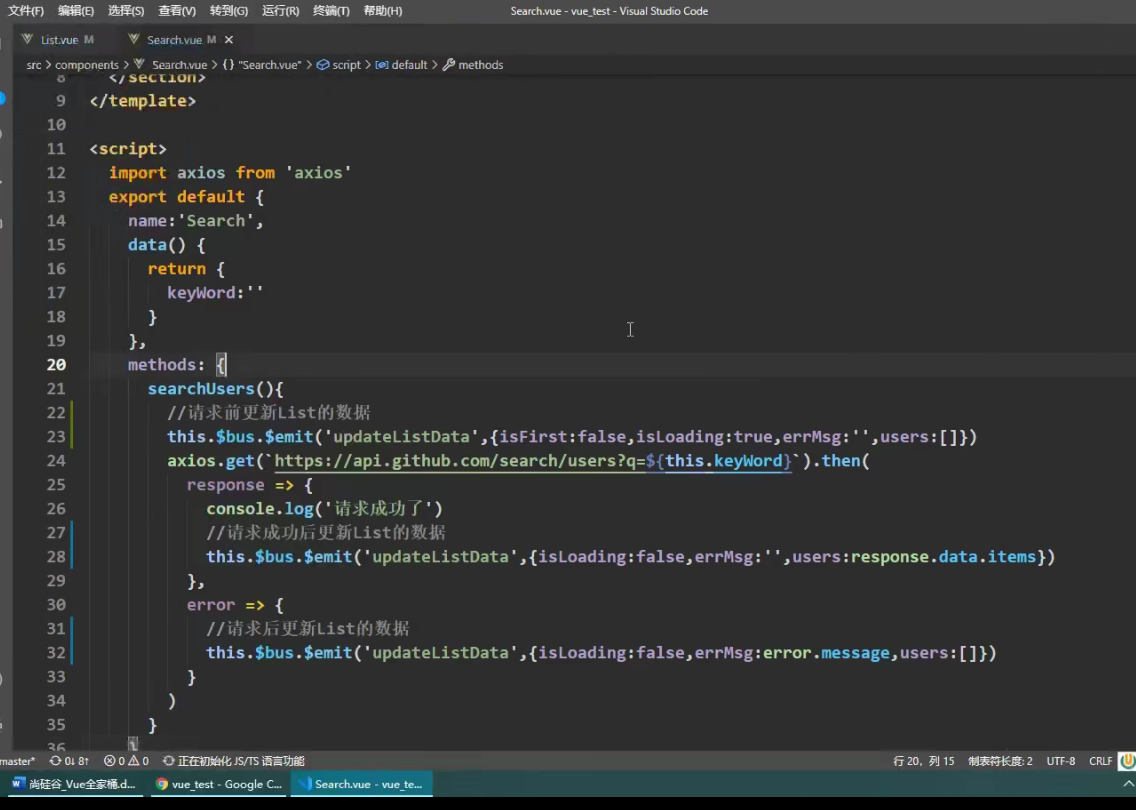 文件(F) 编辑(E) 选择(S) 查看(V) 转到(G) 运行(R) 终端(T) 帮助(H) Search.vue - vue_test - Visual Studio Code
List.vue M Search.vue M ×
src > components > Search.vue > {} "Search.vue" > script > default > methods
8 </section>
9 </template>
10
11 <script>
12 import axios from 'axios'
13 export default {
14 name:'Search',
15 data() {
16 return {
17 keyWord:''
18 }
19 },
20 methods: {
21 searchUsers(){
22 //请求前更新List的数据
23 this.$bus.$emit('updateListData',{isFirst:false,isLoading:true,errMsg:'',users:[]})
24 axios.get(`https://api.github.com/search/users?q=${this.keyWord}`).then(
25 response => {
26 console.log('请求成功了')
27 //请求成功后更新List的数据
28 this.$bus.$emit('updateListData',{isLoading:false,errMsg:'',users:response.data.items})
29 },
30 error => {
31 //请求后更新List的数据
32 this.$bus.$emit('updateListData',{isLoading:false,errMsg:error.message,users:[]})
33 }
34 )
35 }
36 }
master* 0↓ 8↑ 0 0 正在初始化 JS/TS 语言功能 行 20，列 15 制表符长度: 2 UTF-8 CRLF
尚硅谷_Vue全家桶.d... vue_test - Google C... Search.vue - vue_te...